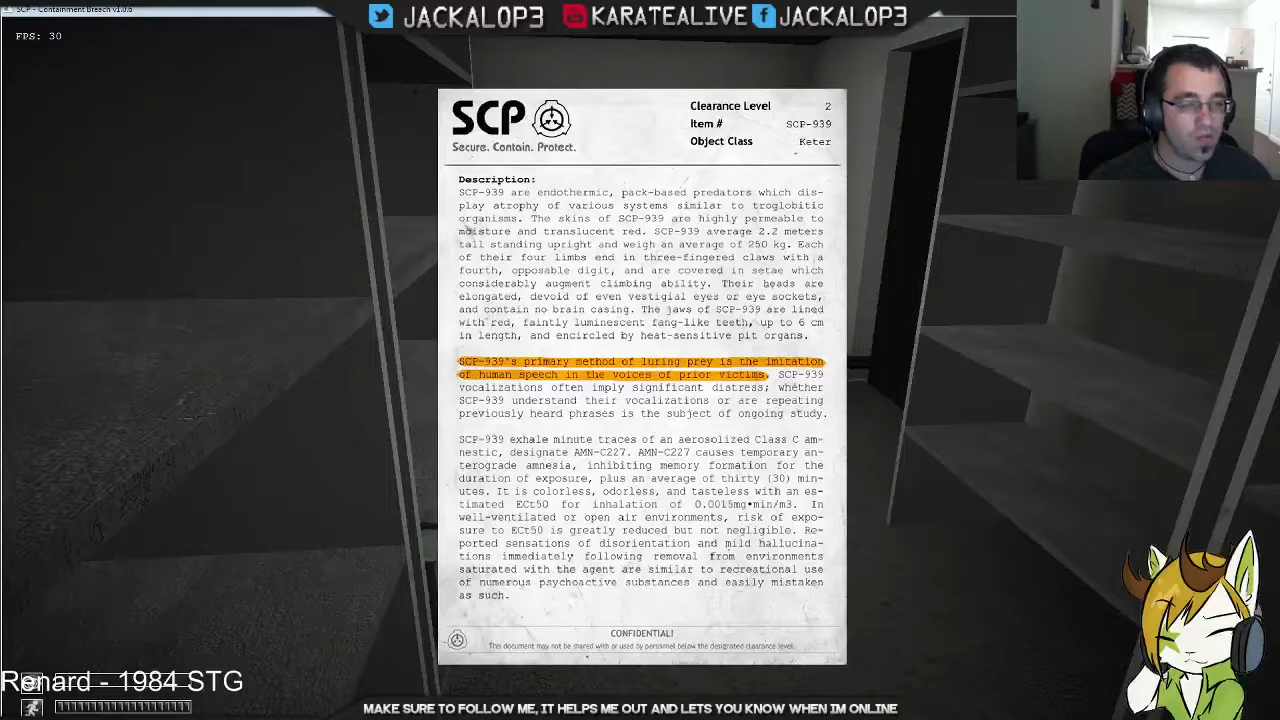 SCP - Containment Breach v1.0.6
JACKALOP3 KARATEALIVE JACKALOP3
FPS: 30
SCP
Secure. Contain. Protect.
Clearance Level 2
Item # SCP-939
Object Class Keter
Description:
SCP-939 are endothermic, pack-based predators which dis-
play atrophy of various systems similar to troglobitic
organisms. The skins of SCP-939 are highly permeable to
moisture and translucent red. SCP-939 average 2.2 meters
tall standing upright and weigh an average of 250 kg. Each
of their four limbs end in three-fingered claws with a
fourth, opposable digit, and are covered in setae which
considerably augment climbing ability. Their heads are
elongated, devoid of even vestigial eyes or eye sockets,
and contain no brain casing. The jaws of SCP-939 are lined
with red, faintly luminescent fang-like teeth, up to 6 cm
in length, and encircled by heat-sensitive pit organs.
SCP-939's primary method of luring prey is the imitation
of human speech in the voices of prior victims. SCP-939
vocalizations often imply significant distress; whether
SCP-939 understand their vocalizations or are repeating
previously heard phrases is the subject of ongoing study.
SCP-939 exhale minute traces of an aerosolized Class C am-
nestic, designate AMN-C227. AMN-C227 causes temporary an-
terograde amnesia, inhibiting memory formation for the
duration of exposure, plus an average of thirty (30) min-
utes. It is colorless, odorless, and tasteless with an es-
timated ECt50 for inhalation of 0.0015mg•min/m3. In
well-ventilated or open air environments, risk of expo-
sure to ECt50 is greatly reduced but not negligible. Re-
ported sensations of disorientation and mild hallucina-
tions immediately following removal from environments
saturated with the agent are similar to recreational use
of numerous psychoactive substances and easily mistaken
as such.
CONFIDENTIAL!
This document may not be shared with or used by personnel below the designated clearance level.
Renard - 1984 STG
MAKE SURE TO FOLLOW ME, IT HELPS ME OUT AND LETS YOU KNOW WHEN IM ONLINE